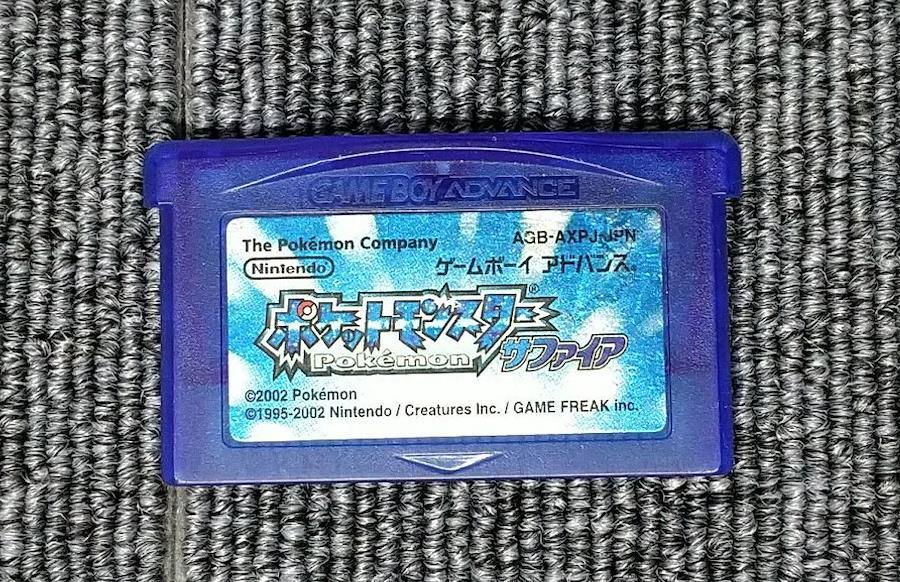 GAME BOY ADVANCE
The Pokémon Company
AGB-AXPJ-JPN
Nintendo
ゲームボーイ アドバンス®
ポケットモンスター®
Pokémon
サファイア
©2002 Pokémon
©1995-2002 Nintendo / Creatures Inc. / GAME FREAK inc.